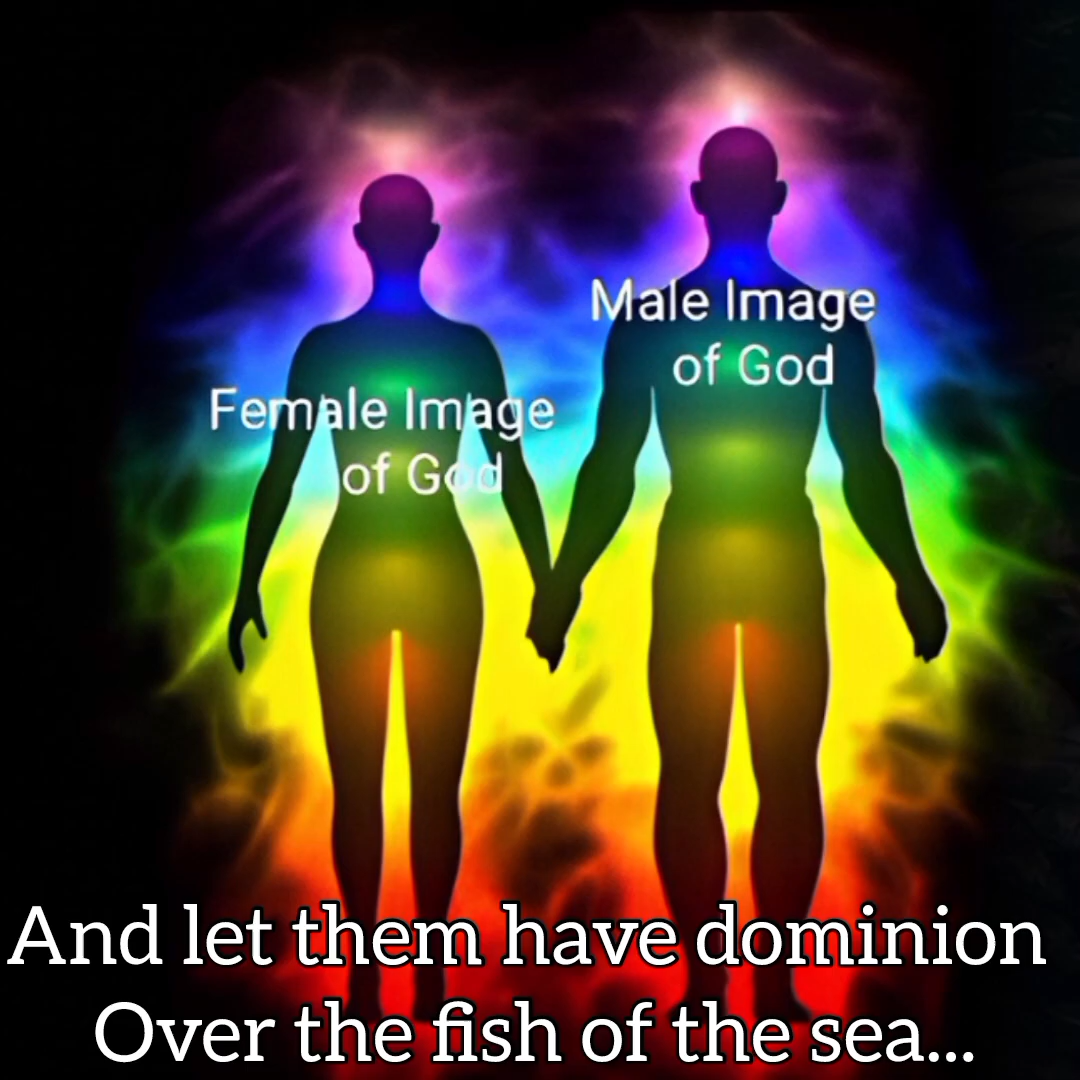 Male Image
of God
Female Image
of God
And let them have dominion
Over the fish of the sea...